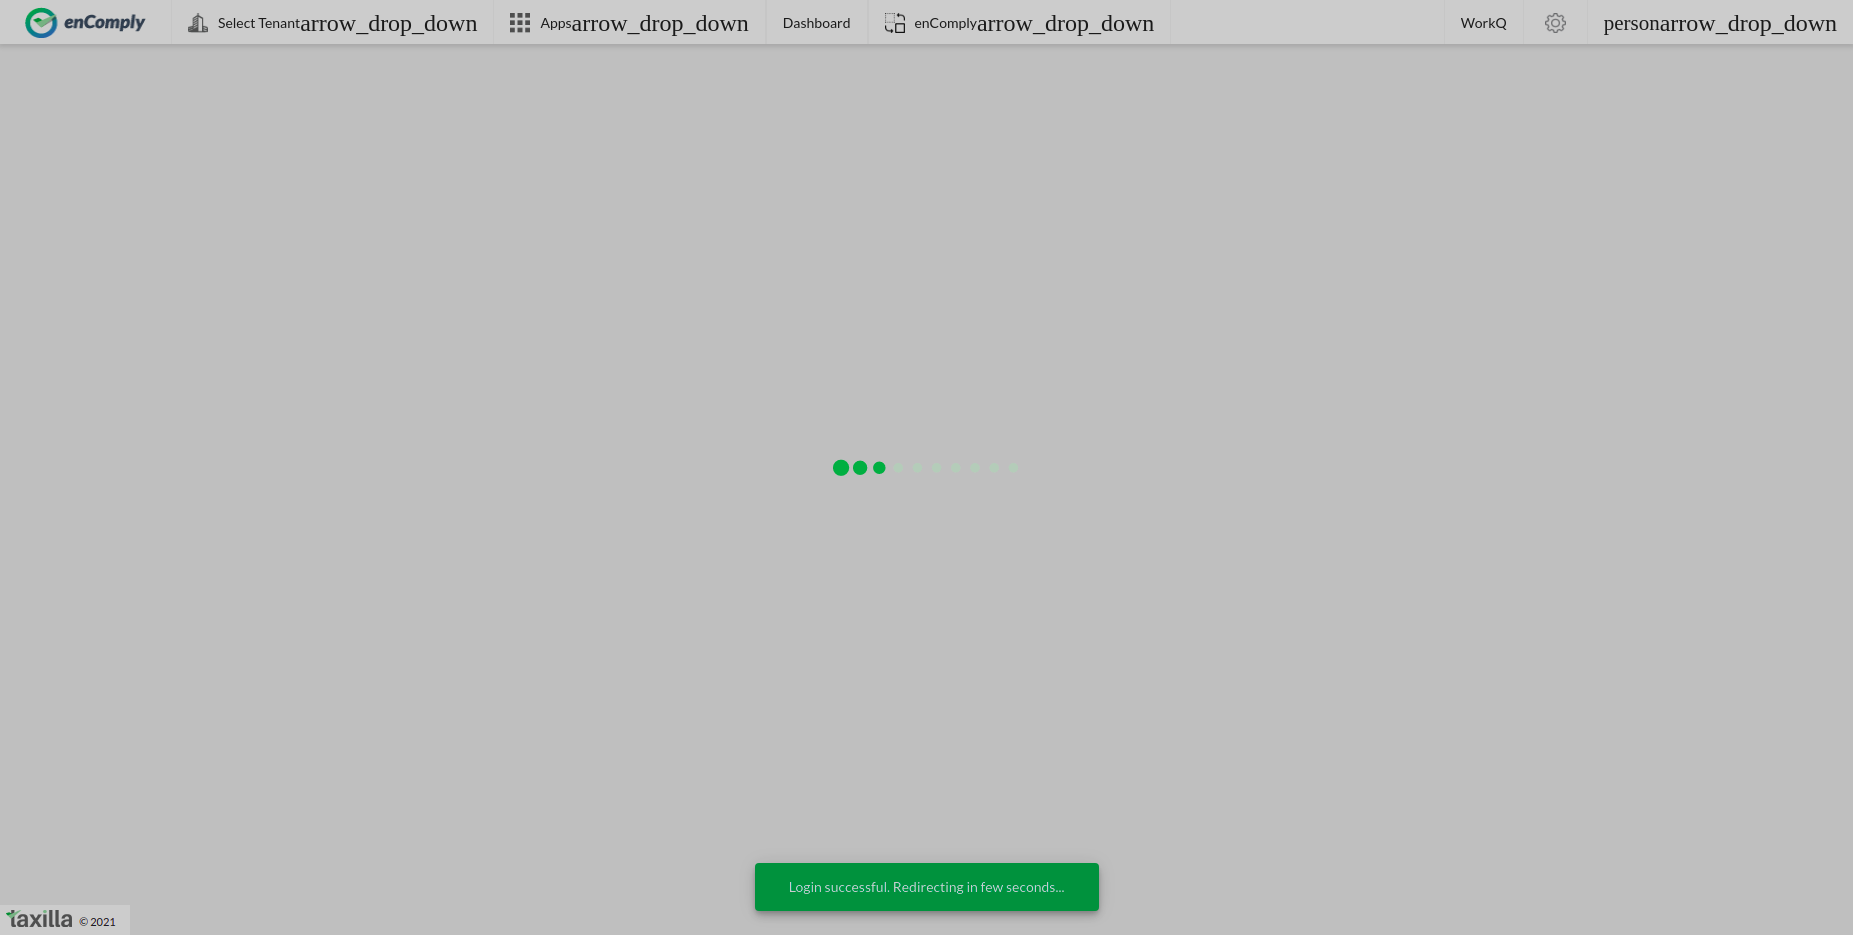 enComply
Select Tenantarrow_drop_down
Appsarrow_drop_down
Dashboard
enComplyarrow_drop_down
WorkQ
personarrow_drop_down
Login successful. Redirecting in few seconds...
taxilla © 2021